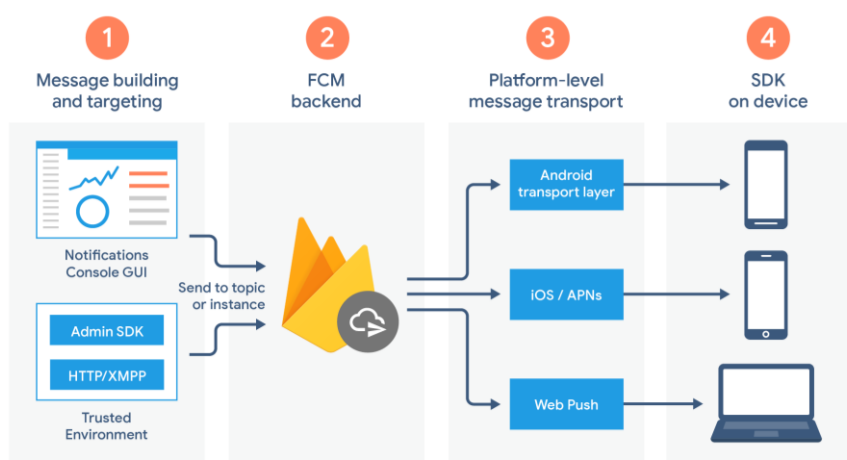 1
Message building
and targeting
2
FCM
backend
3
Platform-level
message transport
4
SDK
on device
Notifications
Console GUI
Send to topic
or instance
Admin SDK
HTTP/XMPP
Trusted
Environment
Android
transport layer
iOS / APNs
Web Push